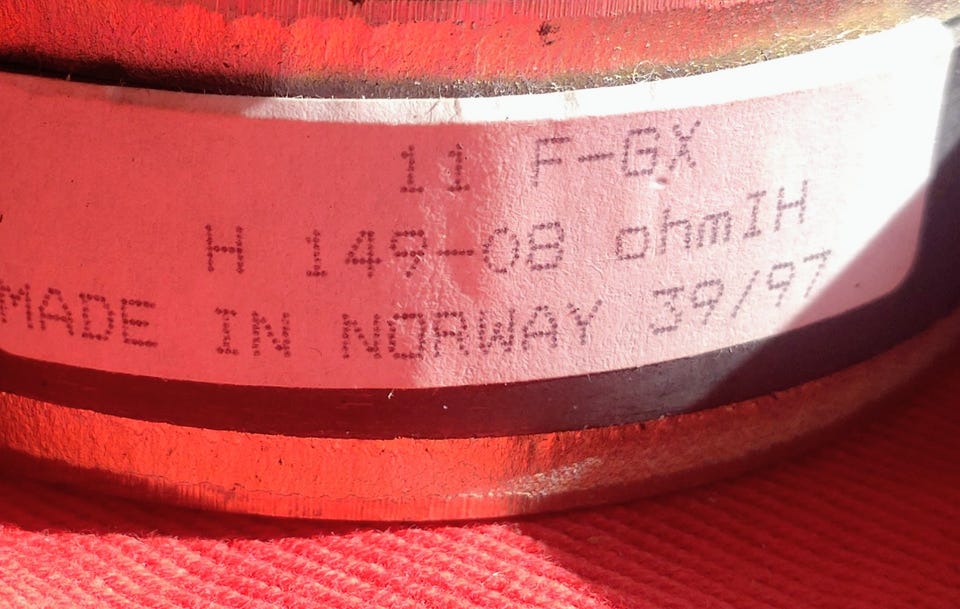 11 F-GX
H 149-08 ohmIH
MADE IN NORWAY 39/97